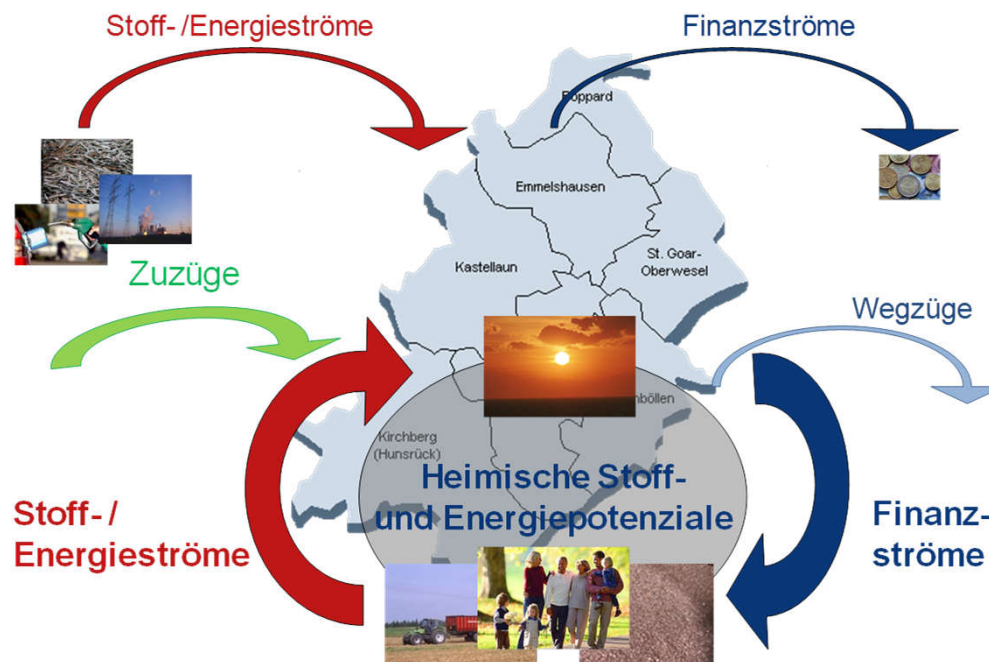 Stoff- /Energieströme
Finanzströme
Boppard
Emmelshausen
St. Goar-
Oberwesel
Kastellaun
Zuzüge
Wegzüge
Kirchberg
(Hunsrück)
Heimische Stoff-
und Energiepotenziale
Stoff- /
Energieströme
Finanz-
ströme